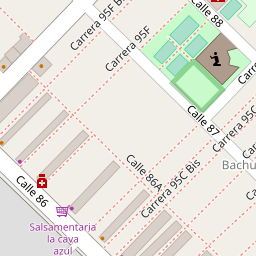 Carrera 95F Bis
Carrera 95F
Calle 88
Calle 87
Carrera 95C
Bachu
Calle 86A
Carrera 95C Bis
Calle 86
Salsamentaria
la cava
azul